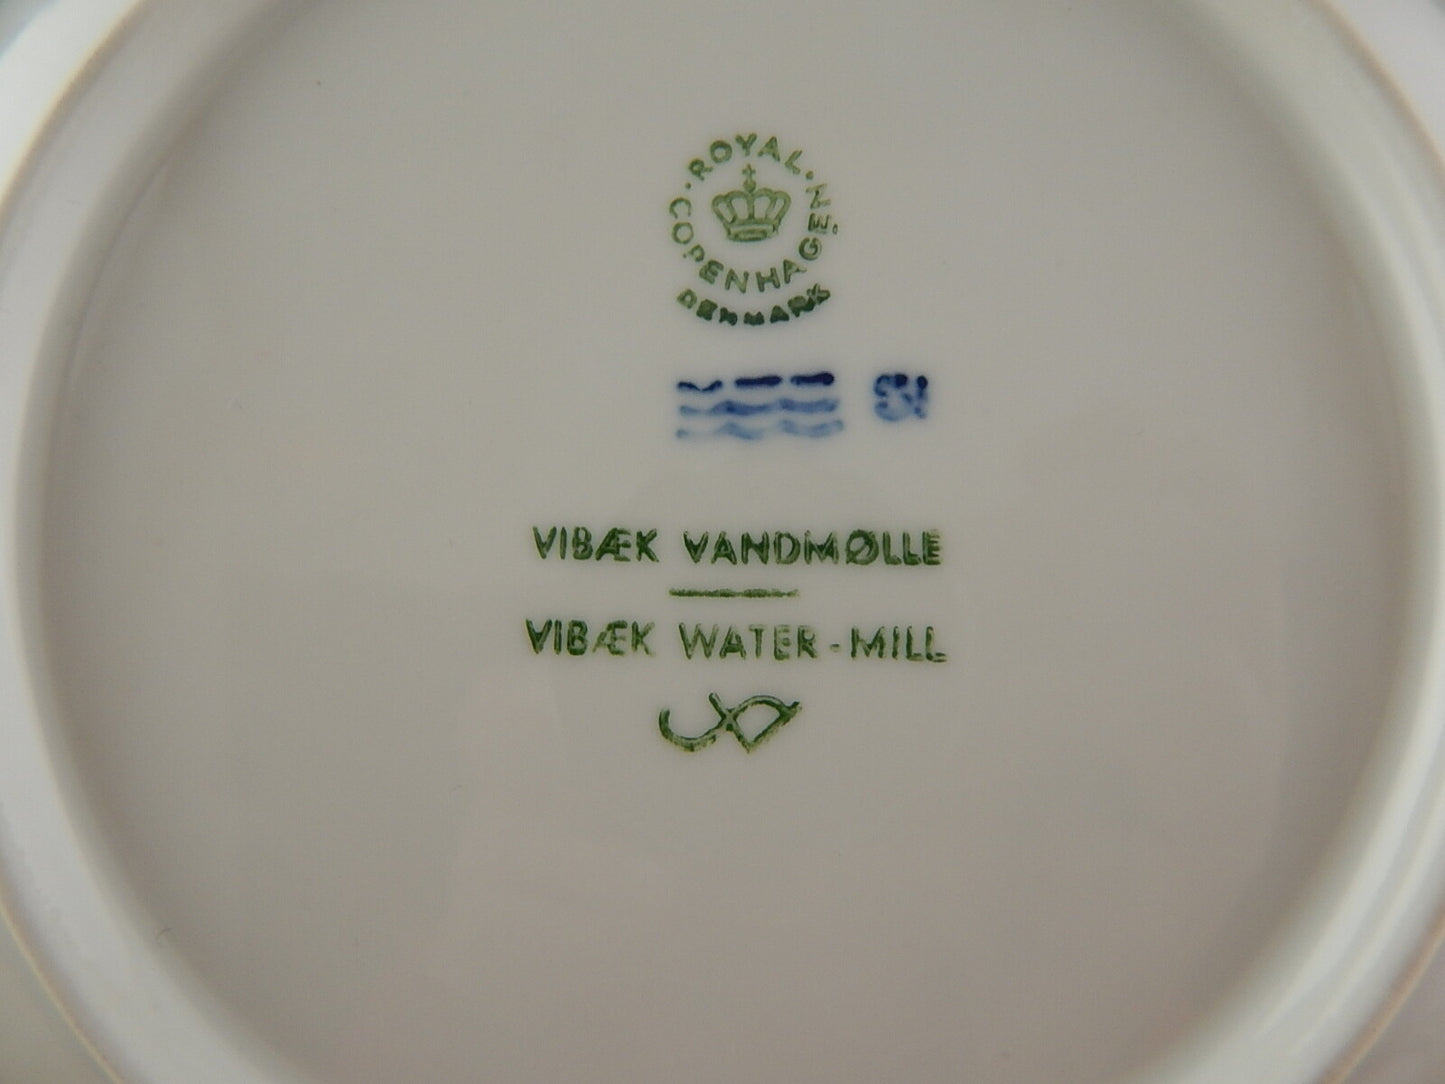 ROYAL COPENHAGEN
DENMARK
VIBÆK VANDMØLLE
VIBÆK WATER-MILL